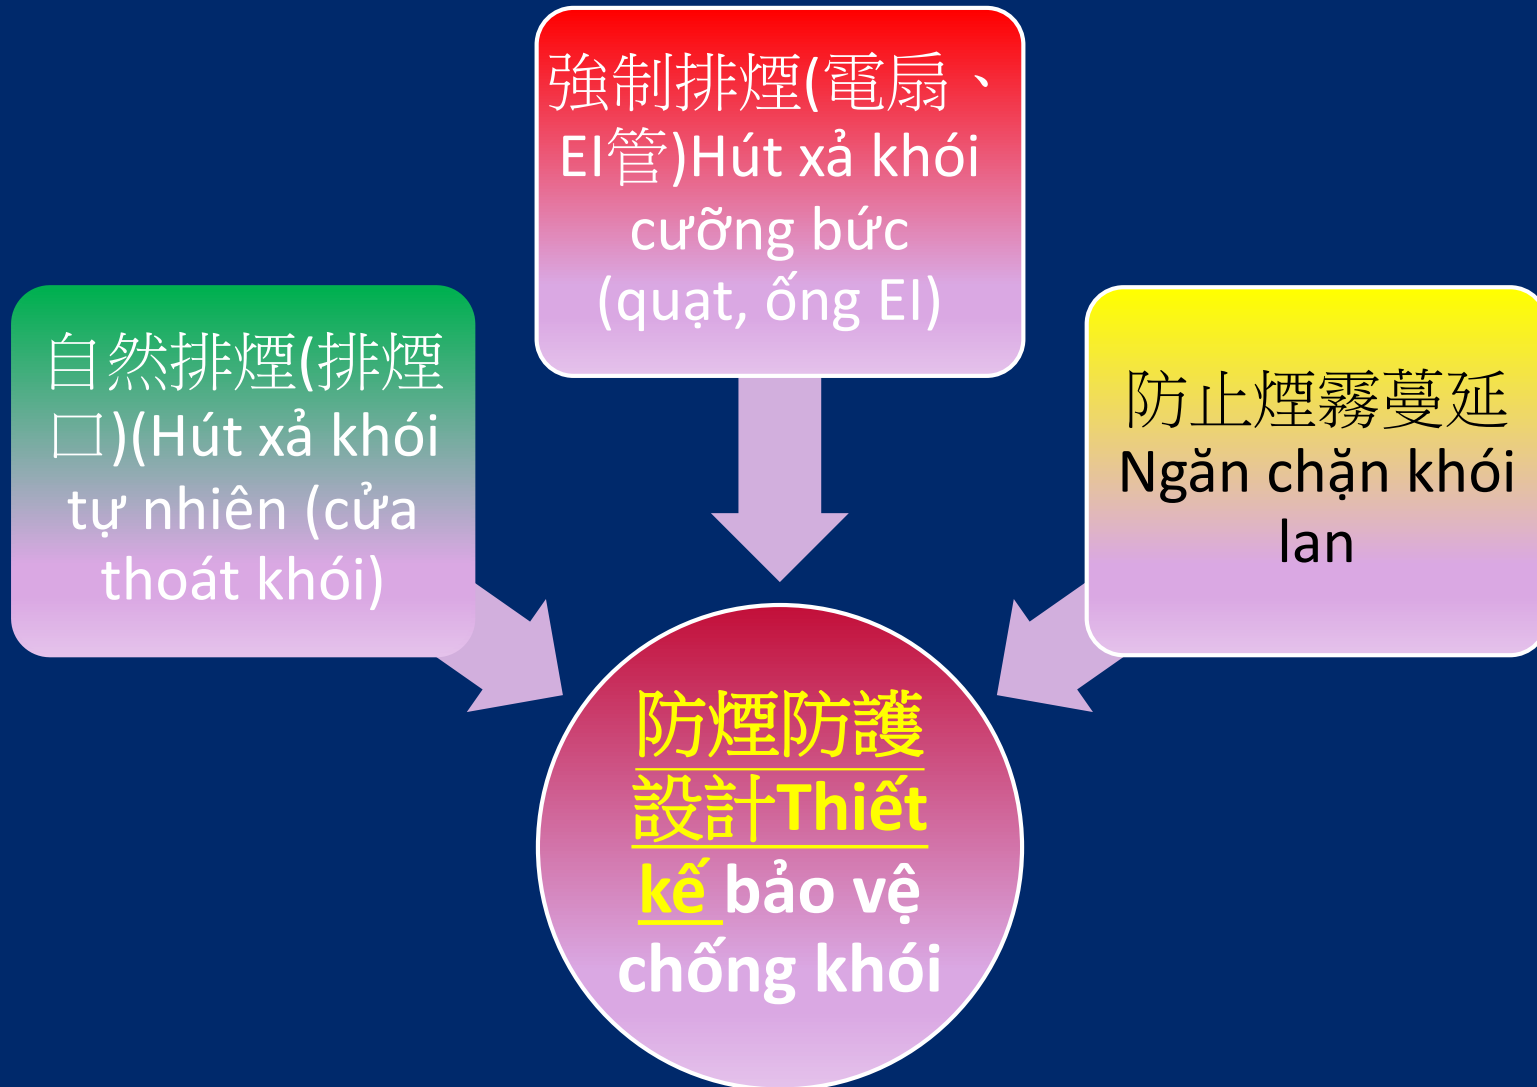 強制排煙(電扇、
EI管)Hút xả khói
cưỡng bức
(quạt, ống EI)
自然排煙(排煙
口)(Hút xả khói
tự nhiên (cửa
thoát khói)
防止煙霧蔓延
Ngăn chặn khói
lan
防煙防護
設計Thiết
kế bảo vệ
chống khói